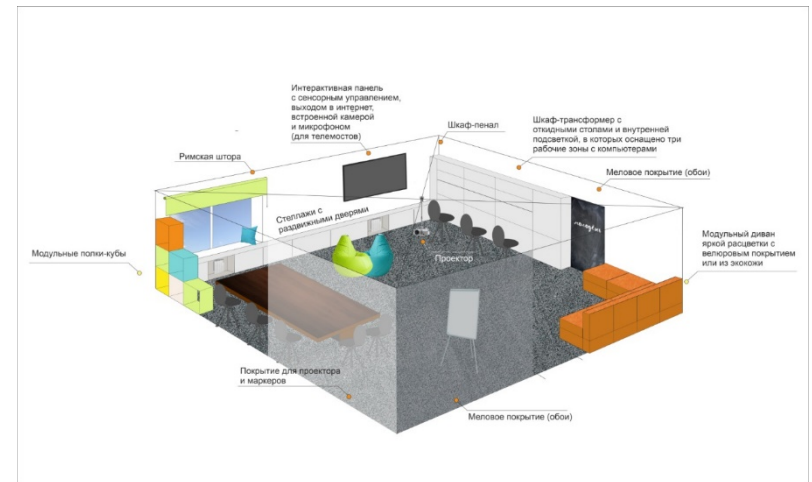 Интерактивная панель
с сенсорным управлением,
выходом в интернет,
встроенной камерой
и микрофоном
(для телемостов)
Шкаф-пенал
Шкаф-трансформер с
откидными столами и внутренней
подсветкой, в которых оснащено три
рабочие зоны с компьютерами
Римская штора
Меловое покрытие (обои)
Стеллажи с
раздвижными дверями
Модульные полки-кубы
Проектор
Модульный диван
яркой расцветки с
велюровым покрытием
или из экокожи
Покрытие для проектора
и маркеров
Меловое покрытие (обои)